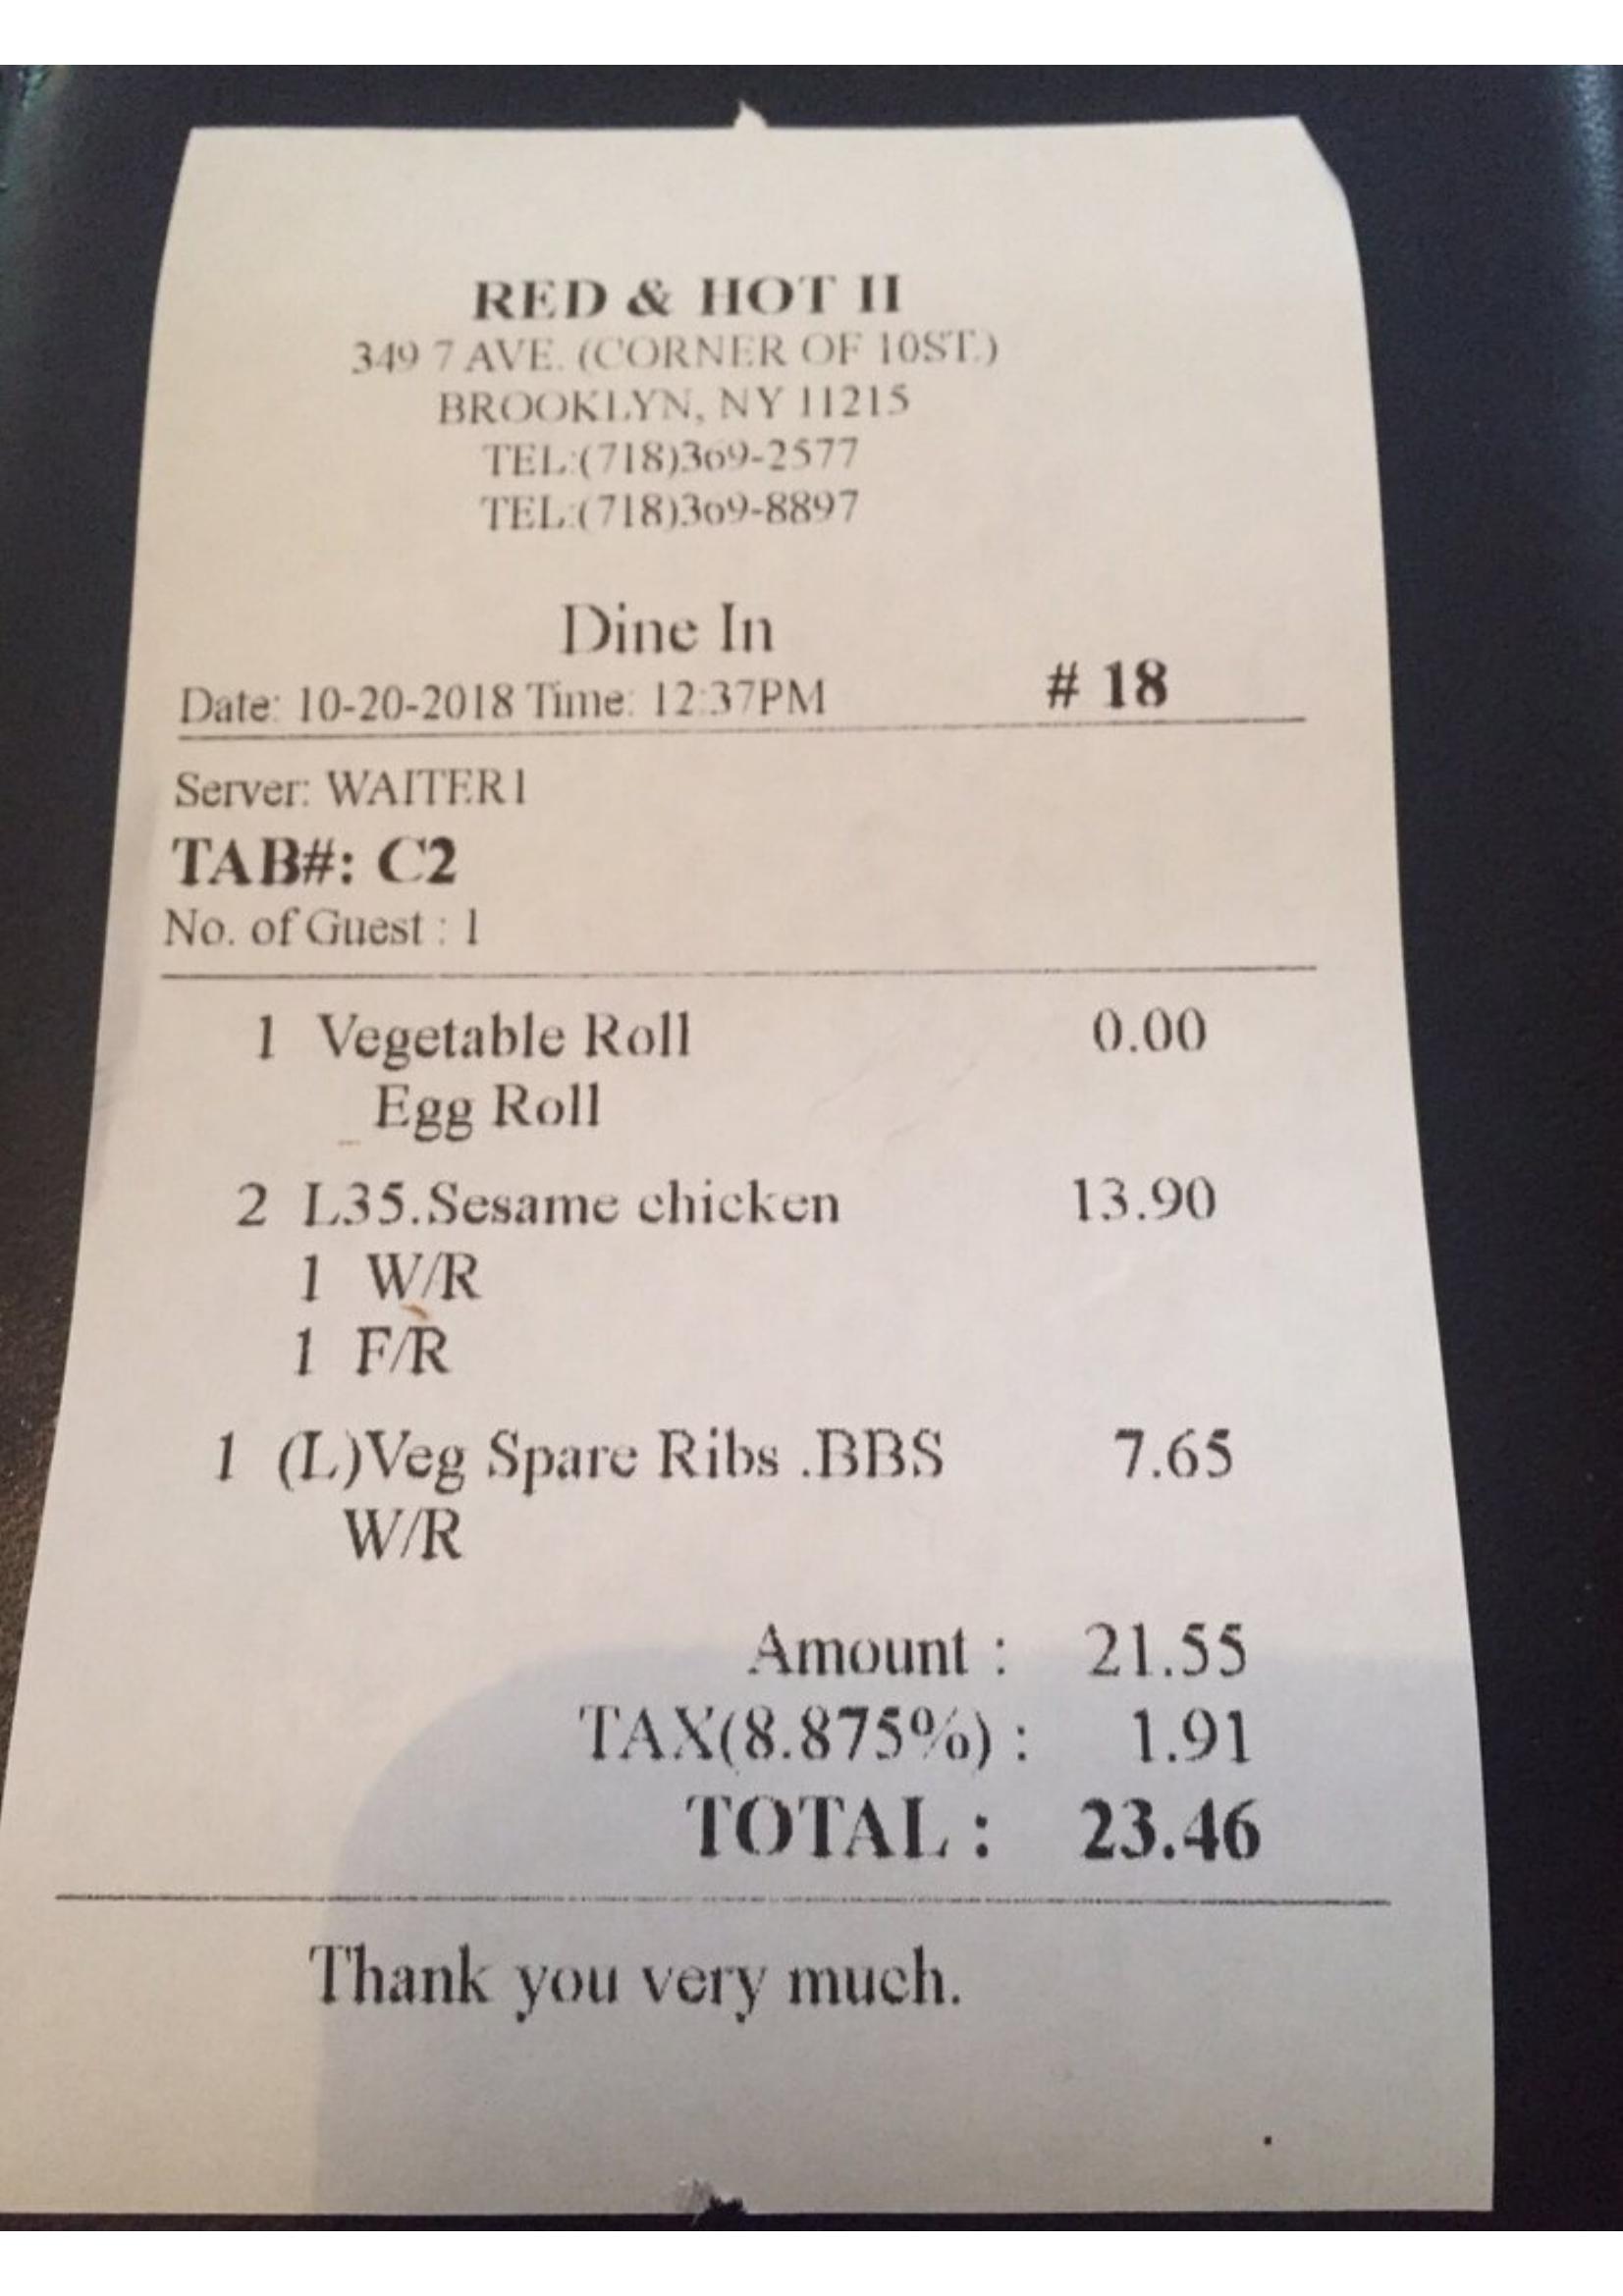 RED & HOT II
349 7 AVE. (CORNER OF 10ST.)
BROOKLYN, NY 11215
TEL:(718)369-2577
TEL:(718)369-8897
Dine In
Date: 10-20-2018 Time: 12:37PM # 18
Server: WAITER1
TAB#: C2
No. of Guest : 1
1 Vegetable Roll 0.00
Egg Roll
2 L35.Sesame chicken 13.90
1 W/R
1 F/R
1 (L)Veg Spare Ribs .BBS 7.65
W/R
Amount : 21.55
TAX(8.875%) : 1.91
TOTAL : 23.46
Thank you very much.